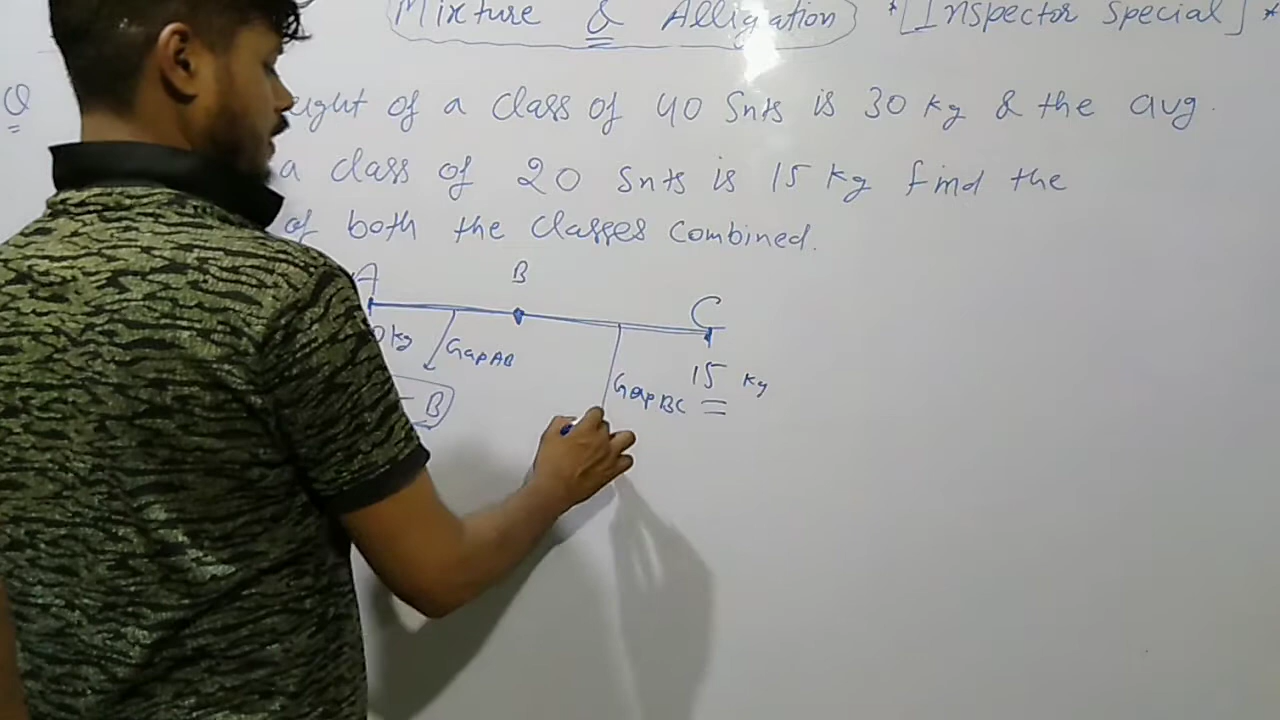 Mixture & Alligation *[Inspector Special]*
Q
of a class of 40 Snts is 30 kg & the avg.
a class of 20 Snts is 15 kg find the
of both the classes combined.
A B C
kg Gap AB Gap BC 15 kg
- B